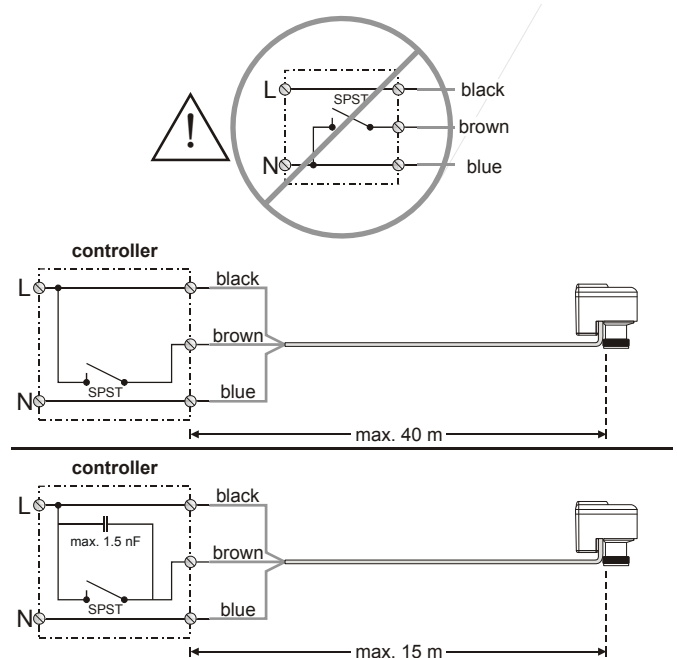 L
SPST
black
brown
!
N
blue
controller
L
black
brown
SPST
N
blue
max. 40 m
controller
L
black
max. 1.5 nF
brown
SPST
N
blue
max. 15 m